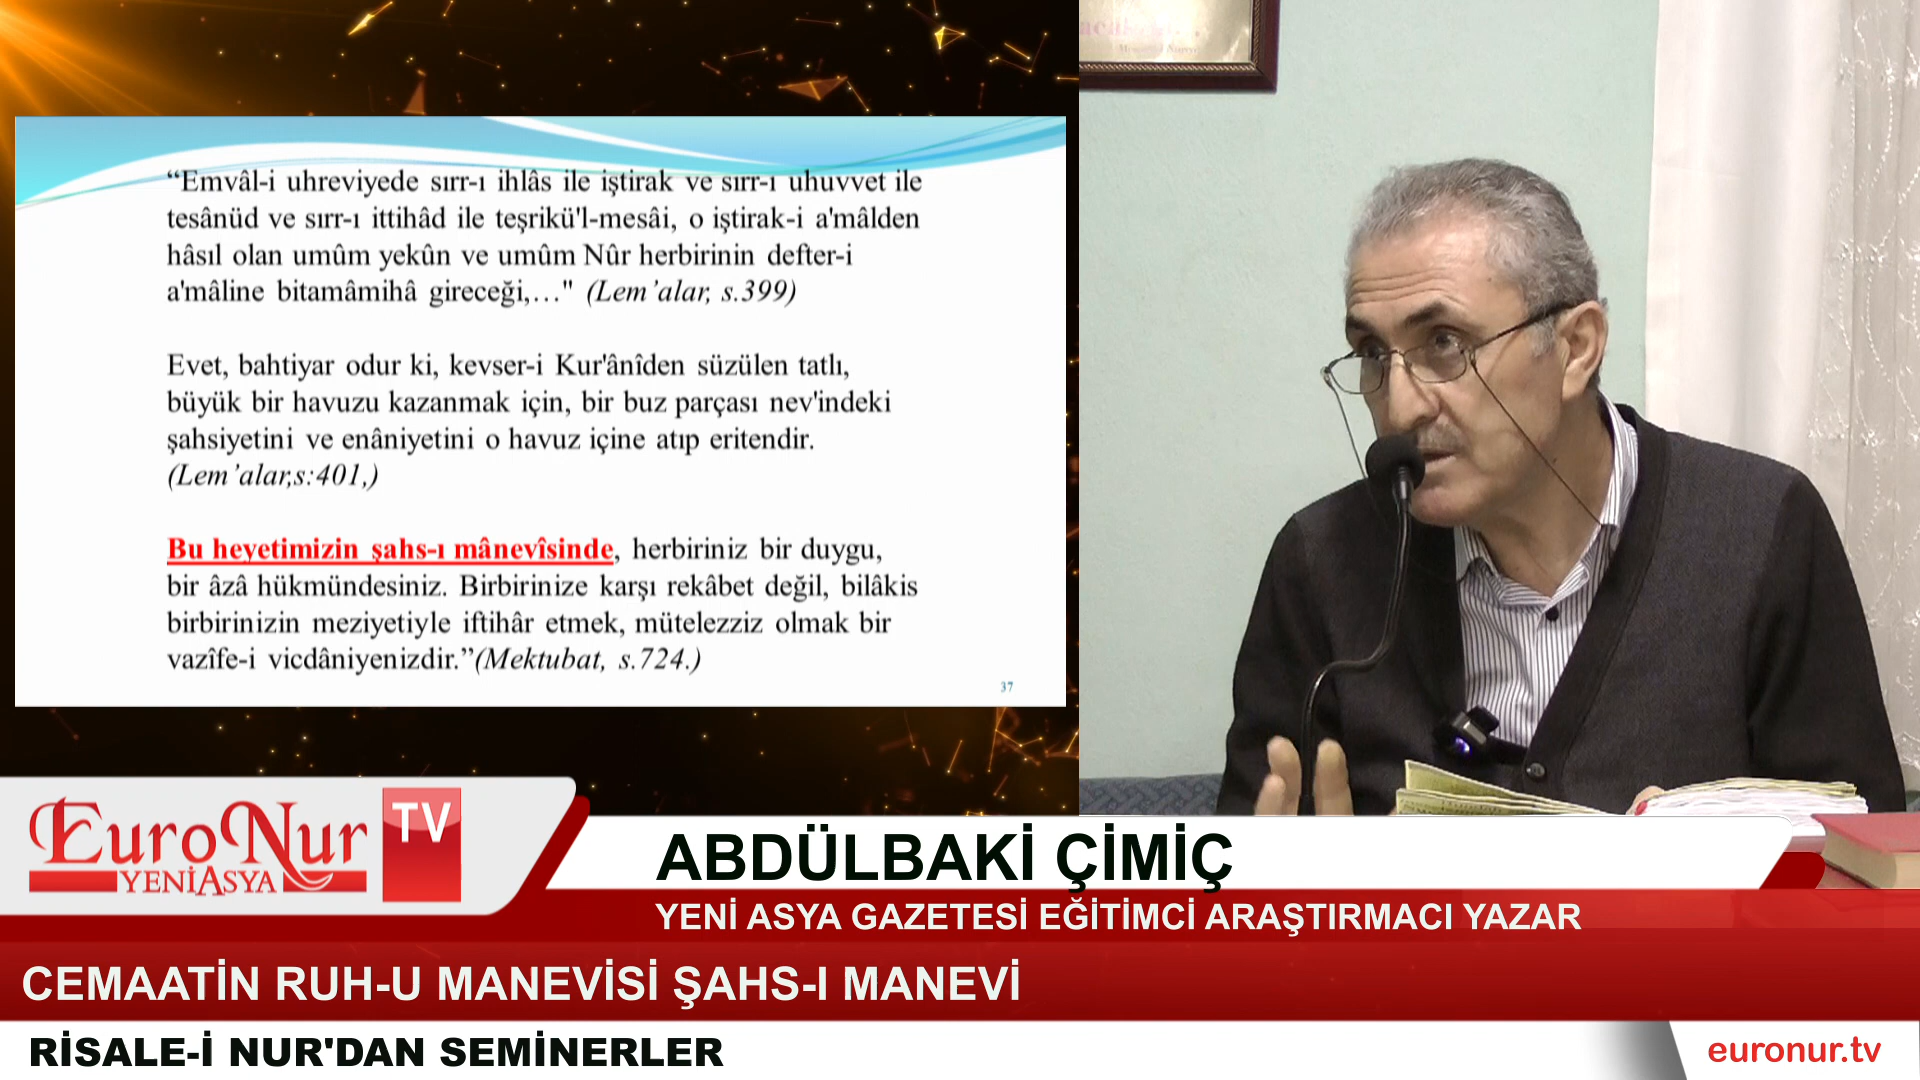 “Emvâl-i uhreviyede sırr-ı ihlâs ile iştirak ve sırr-ı uhuvvet ile
tesânüd ve sırr-ı ittihâd ile teşrikü'l-mesâi, o iştirak-i a'mâlden
hâsıl olan umûm yekûn ve umûm Nûr herbirinin defter-i
a'mâline bitamâmihâ gireceği,…" (Lem’alar, s.399)
Evet, bahtiyar odur ki, kevser-i Kur'ânîden süzülen tatlı,
büyük bir havuzu kazanmak için, bir buz parçası nev'indeki
şahsiyetini ve enâniyetini o havuz içine atıp eritendir.
(Lem’alar,s:401,)
Bu heyetimizin şahs-ı mânevîsinde, herbiriniz bir duygu,
bir âzâ hükmündesiniz. Birbirinize karşı rekâbet değil, bilâkis
birbirinizin meziyetiyle iftihâr etmek, mütelezziz olmak bir
vazîfe-i vicdâniyenizdir.”(Mektubat, s.724.)
37
EuroNur TV
YENİASYA
ABDÜLBAKİ ÇİMİÇ
YENİ ASYA GAZETESİ EĞİTİMCİ ARAŞTIRMACI YAZAR
CEMAATİN RUH-U MANEVİSİ ŞAHS-I MANEVİ
RİSALE-İ NUR'DAN SEMİNERLER
euronur.tv